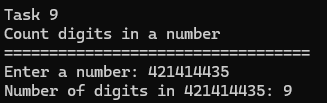 Task 9
Count digits in a number
==================================
Enter a number: 421414435
Number of digits in 421414435: 9